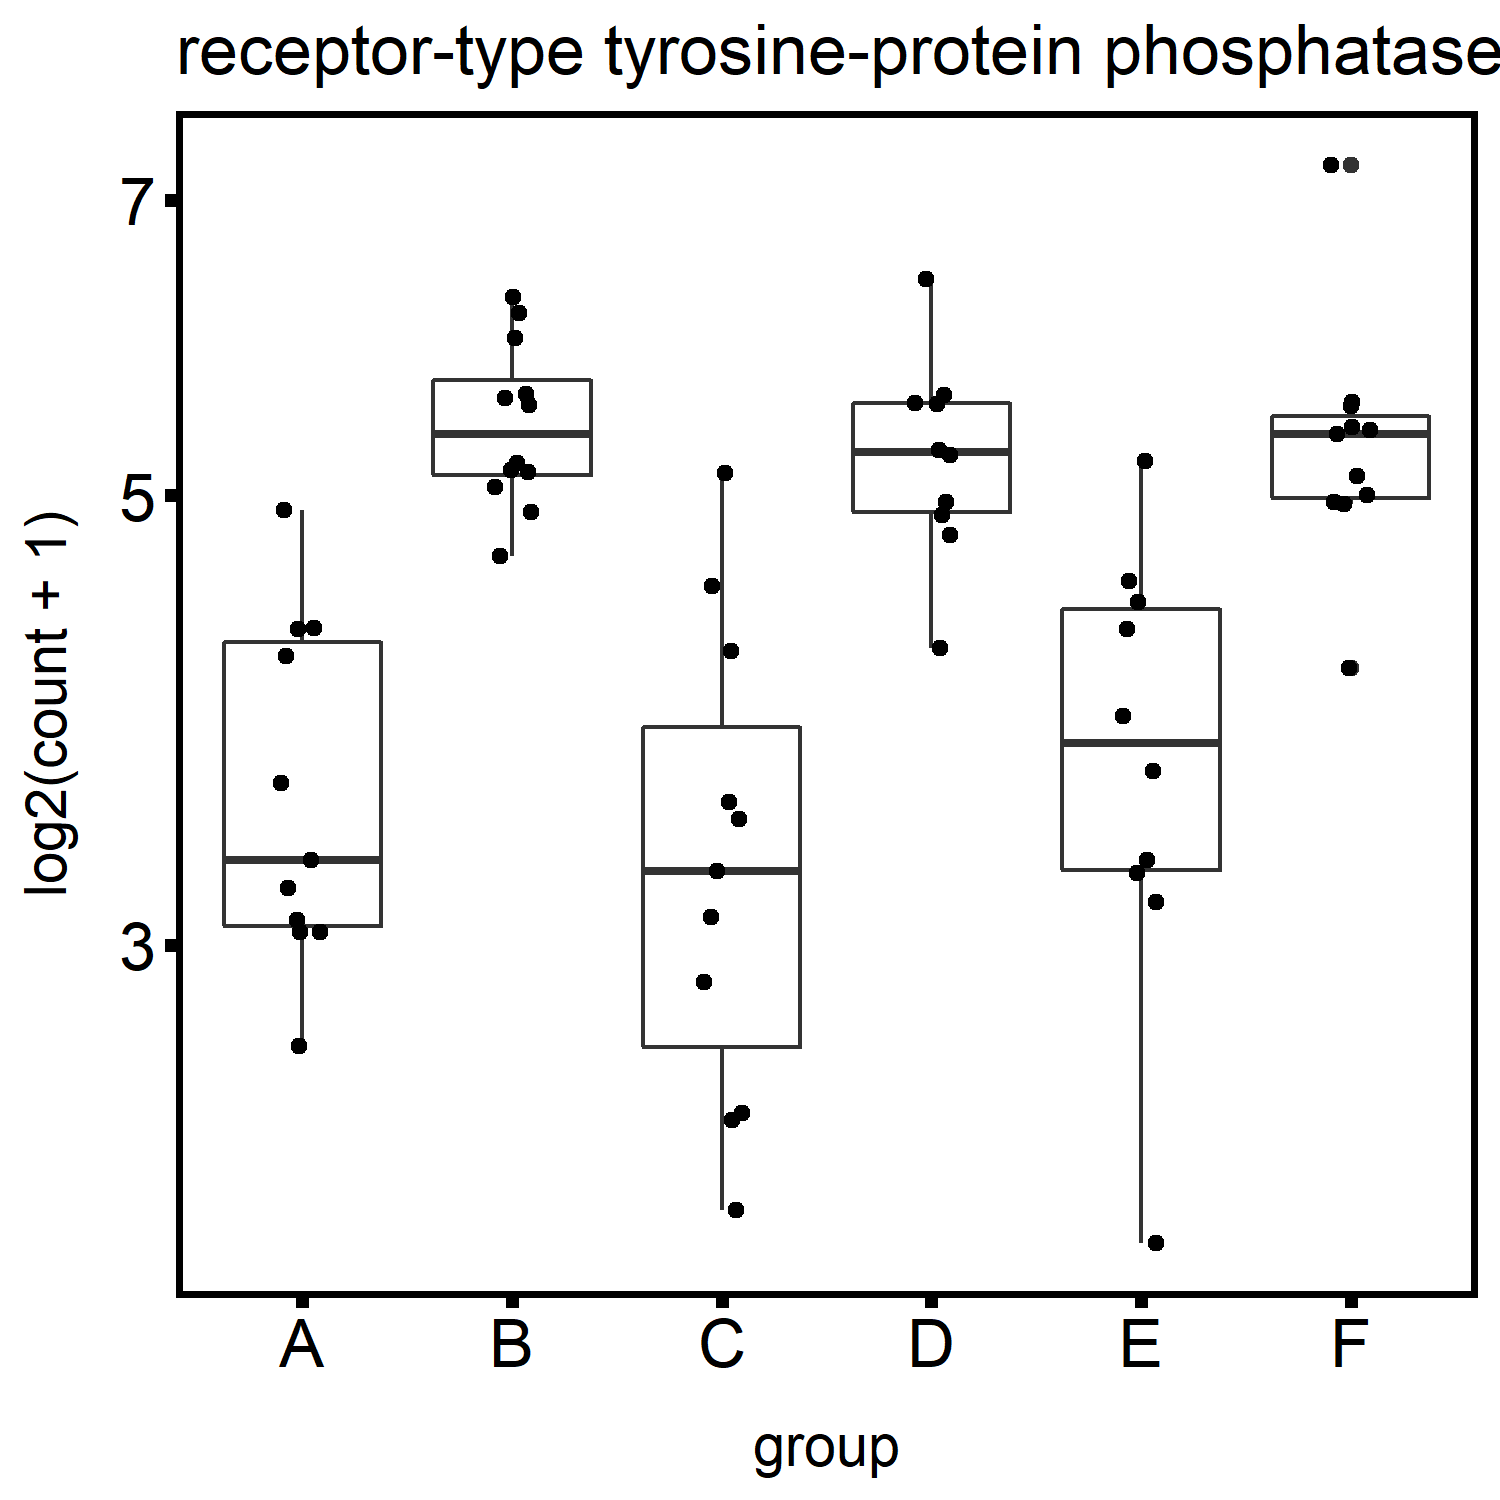 receptor-type tyrosine-protein phosphatase
7
5
3
log2(count + 1)
A B C D E F
group